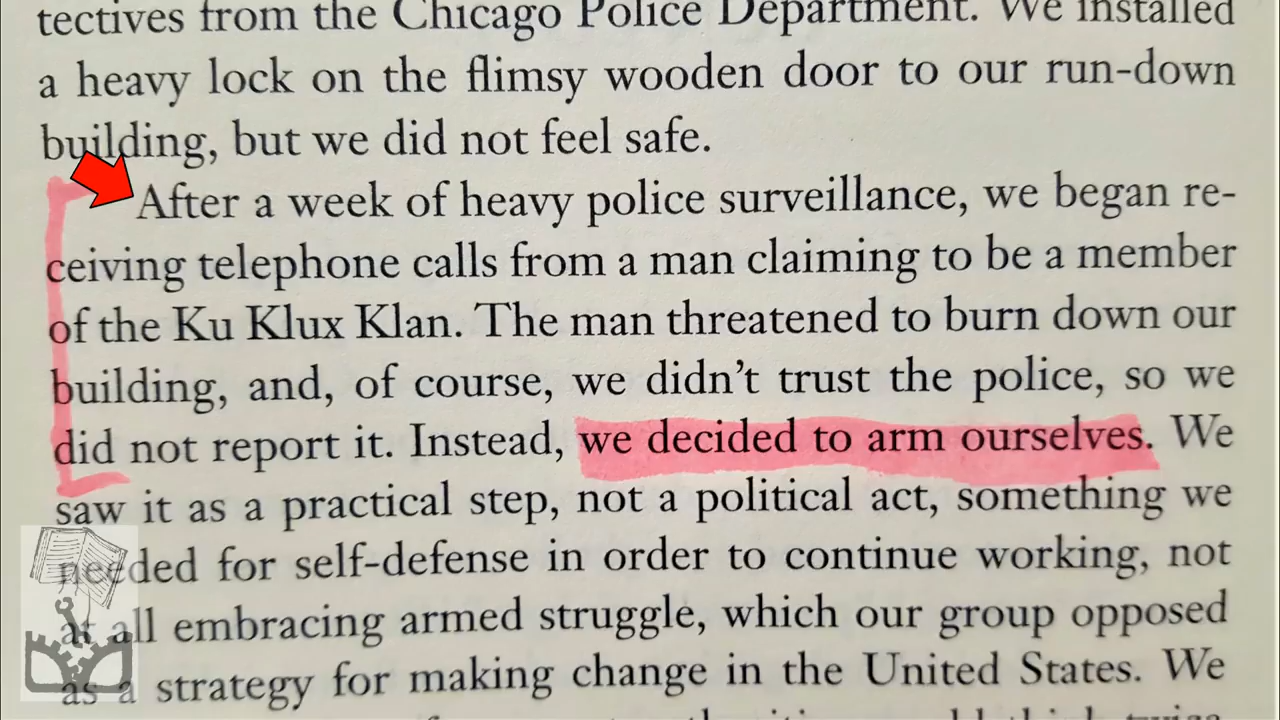 tectives from the Chicago Police Department. We installed
a heavy lock on the flimsy wooden door to our run-down
building, but we did not feel safe.
After a week of heavy police surveillance, we began re-
ceiving telephone calls from a man claiming to be a member
of the Ku Klux Klan. The man threatened to burn down our
building, and, of course, we didn't trust the police, so we
did not report it. Instead, we decided to arm ourselves. We
saw it as a practical step, not a political act, something we
needed for self-defense in order to continue working, not
at all embracing armed struggle, which our group opposed
as a strategy for making change in the United States. We